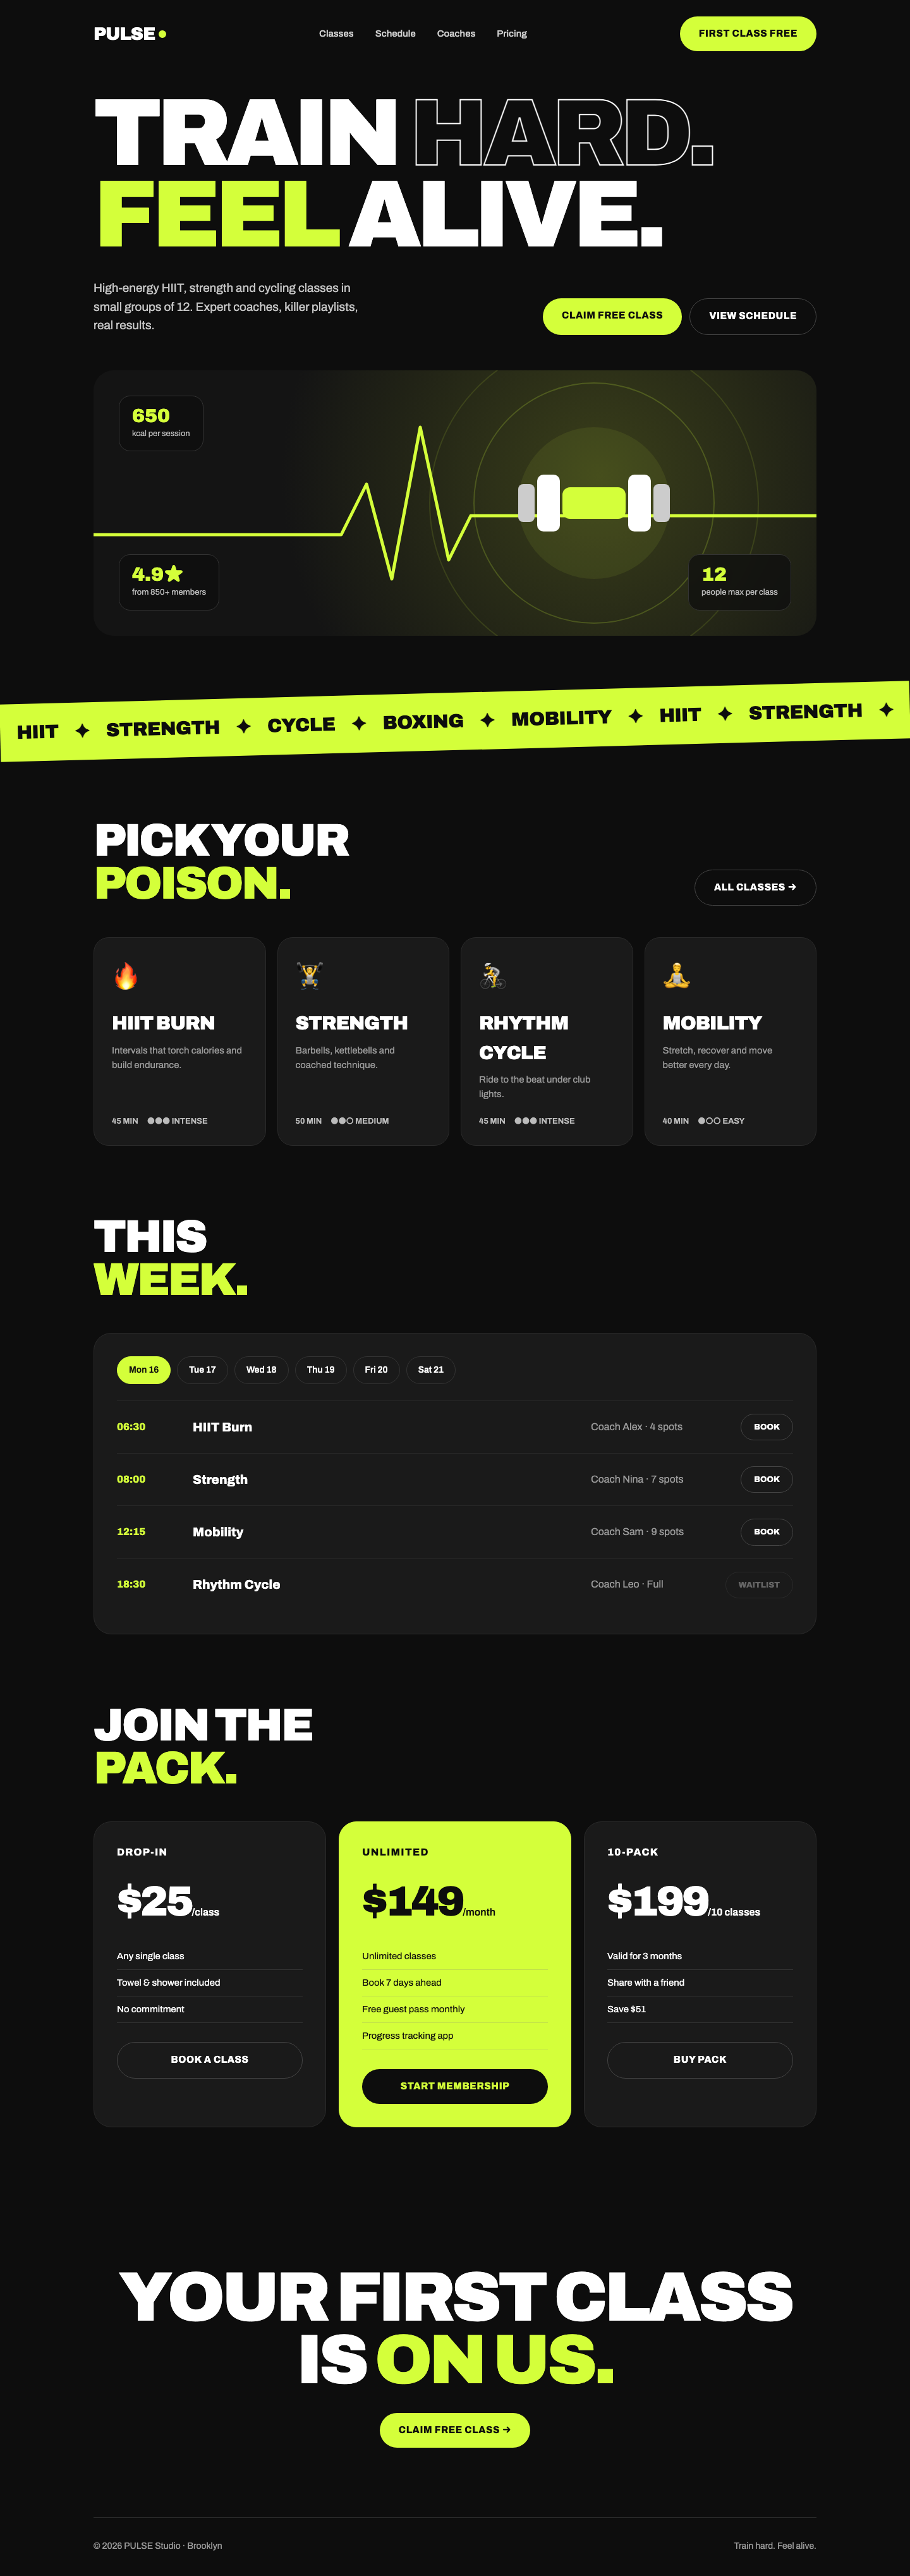 PULSE
Classes
Schedule
Coaches
Pricing
FIRST CLASS FREE
TRAIN HARD.
FEEL ALIVE.
High-energy HIIT, strength and cycling classes in
small groups of 12. Expert coaches, killer playlists,
real results.
CLAIM FREE CLASS
VIEW SCHEDULE
650
kcal per session
4.9★
from 850+ members
12
people max per class
HIIT ✦ STRENGTH ✦ CYCLE ✦ BOXING ✦ MOBILITY ✦ HIIT ✦ STRENGTH ✦
PICK YOUR
POISON.
ALL CLASSES →
HIIT BURN
Intervals that torch calories and
build endurance.
45 MIN ●●● INTENSE
STRENGTH
Barbells, kettlebells and
coached technique.
50 MIN ●●○ MEDIUM
RHYTHM
CYCLE
Ride to the beat under club
lights.
45 MIN ●●● INTENSE
MOBILITY
Stretch, recover and move
better every day.
40 MIN ●○○ EASY
THIS
WEEK.
Mon 16
Tue 17
Wed 18
Thu 19
Fri 20
Sat 21
06:30 HIIT Burn Coach Alex · 4 spots BOOK
08:00 Strength Coach Nina · 7 spots BOOK
12:15 Mobility Coach Sam · 9 spots BOOK
18:30 Rhythm Cycle Coach Leo · Full WAITLIST
JOIN THE
PACK.
DROP-IN
$25/class
Any single class
Towel & shower included
No commitment
BOOK A CLASS
UNLIMITED
$149/month
Unlimited classes
Book 7 days ahead
Free guest pass monthly
Progress tracking app
START MEMBERSHIP
10-PACK
$199/10 classes
Valid for 3 months
Share with a friend
Save $51
BUY PACK
YOUR FIRST CLASS
IS ON US.
CLAIM FREE CLASS →
© 2026 PULSE Studio · Brooklyn
Train hard. Feel alive.